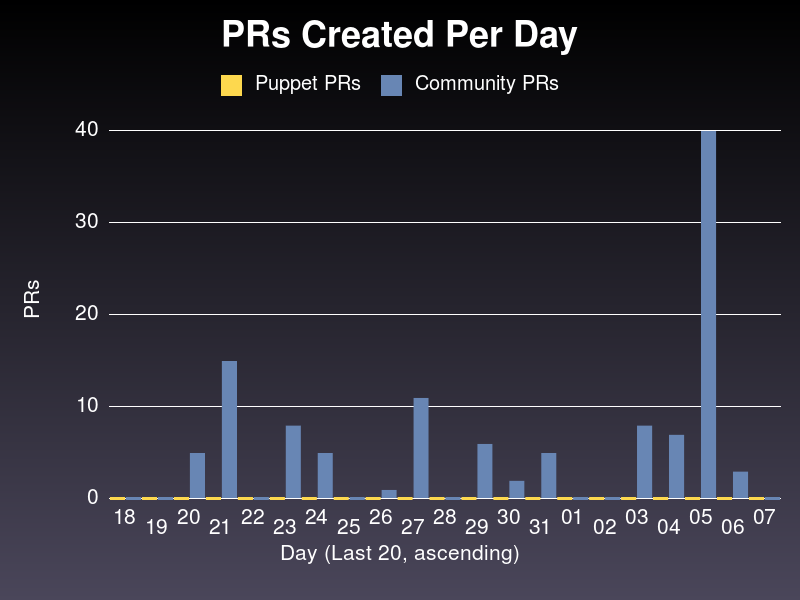 PRs Created Per Day
Puppet PRs Community PRs
40
30
20
10
0
PRs
18 19 20 21 22 23 24 25 26 27 28 29 30 31 01 02 03 04 05 06 07
Day (Last 20, ascending)